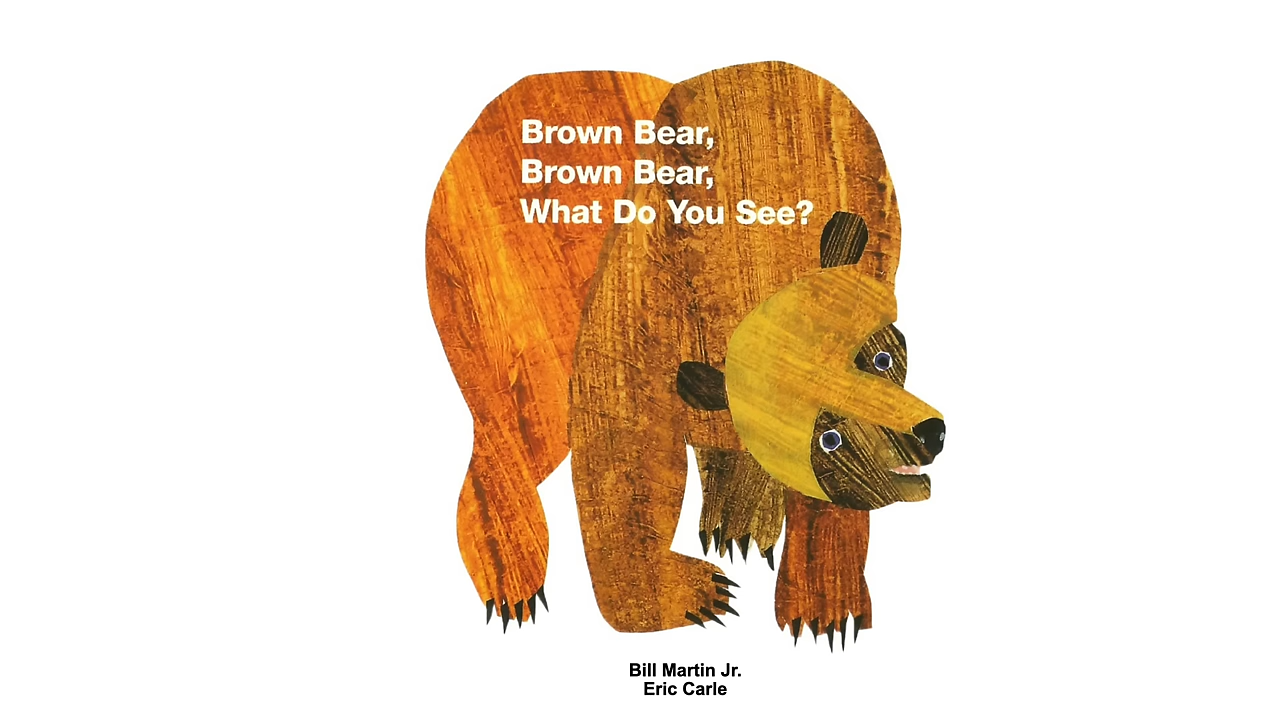 Brown Bear,
Brown Bear,
What Do You See?
Bill Martin Jr.
Eric Carle